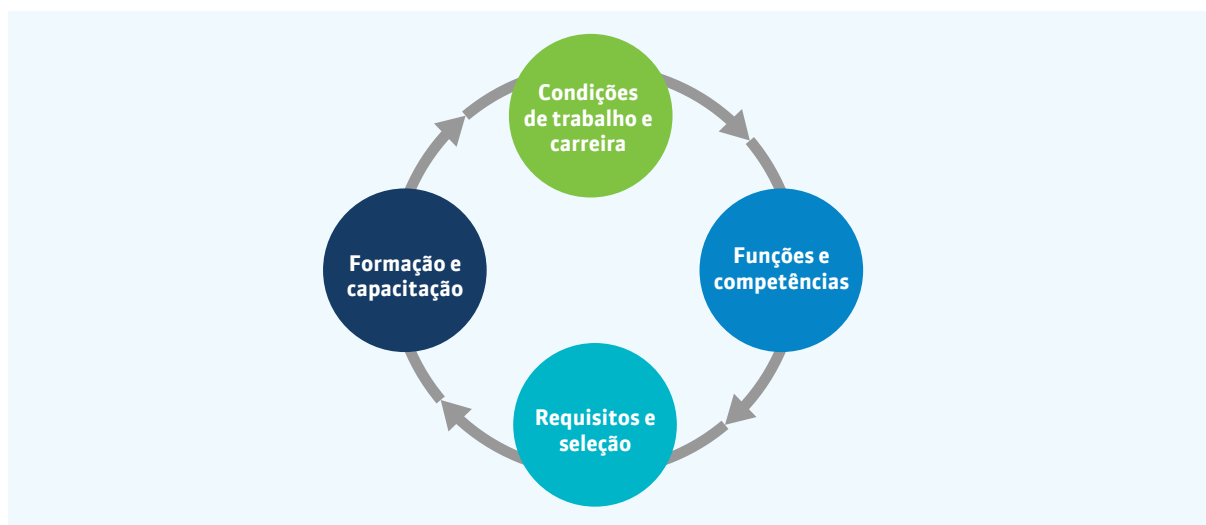 Condições
de trabalho e
carreira
Funções e
competências
Formação e
capacitação
Requisitos e
seleção